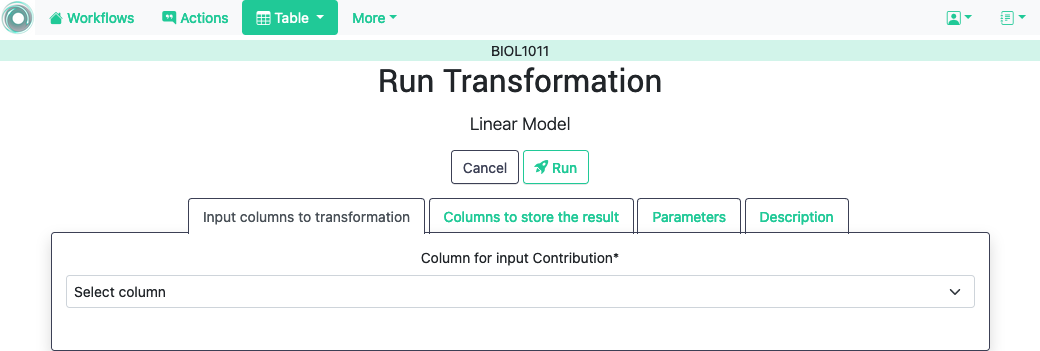 Workflows Actions Table More
BIOL1011
Run Transformation
Linear Model
Cancel Run
Input columns to transformation Columns to store the result Parameters Description
Column for input Contribution*
Select column